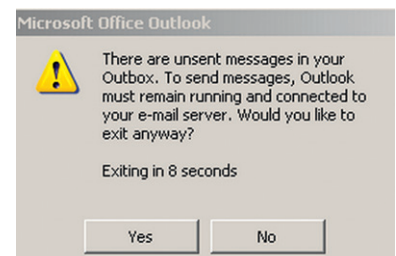 Microsoft Office Outlook
There are unsent messages in your
Outbox. To send messages, Outlook
must remain running and connected to
your e-mail server. Would you like to
exit anyway?
Exiting in 8 seconds
Yes No